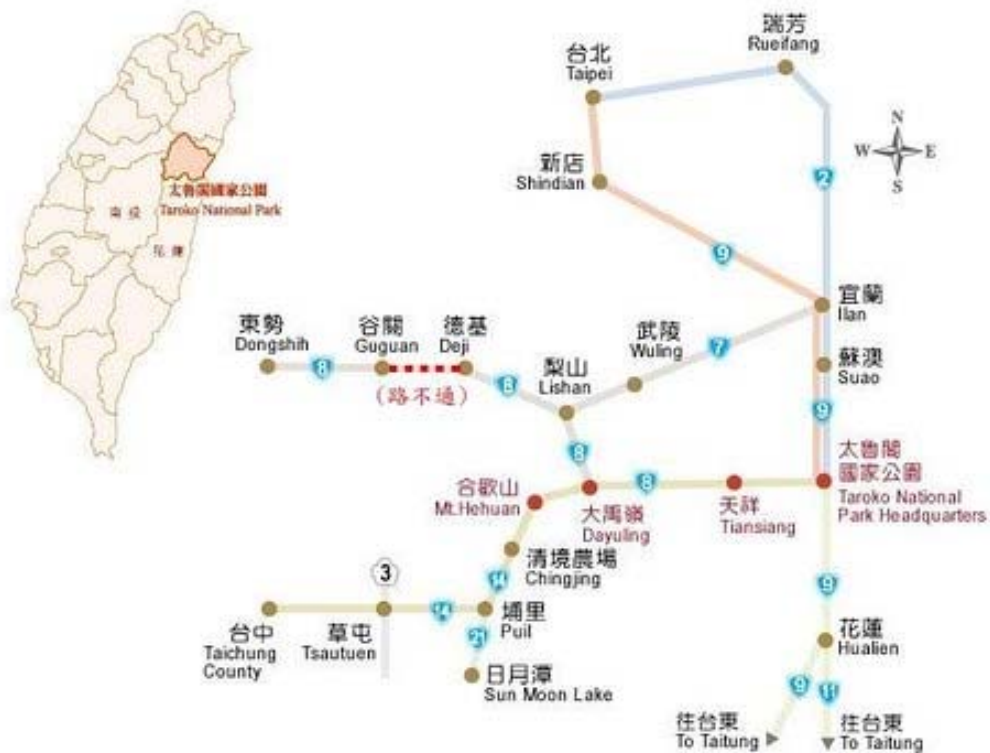 瑞芳
Rueifang
台北
Taipei
N
W
E
S
新店
Shindian
2
太魯閣國家公園
Taroko National Park
南投
花蓮
9
宜蘭
Ilan
東勢
Dongshih
谷關
Guguan
德基
Deji
武陵
Wuling
7
蘇澳
Suao
8
(路不通)
8
梨山
Lishan
9
8
合歡山
Mt.Hehuan
大禹嶺
Dayuling
8
天祥
Tiansiang
太魯閣
國家公園
Taroko National
Park Headquarters
清境農場
Chingjing
3
14
9
台中
Taichung
County
草屯
Tsautuen
14
埔里
Puil
21
花蓮
Hualien
日月潭
Sun Moon Lake
9
11
往台東
To Taitung
往台東
To Taitung